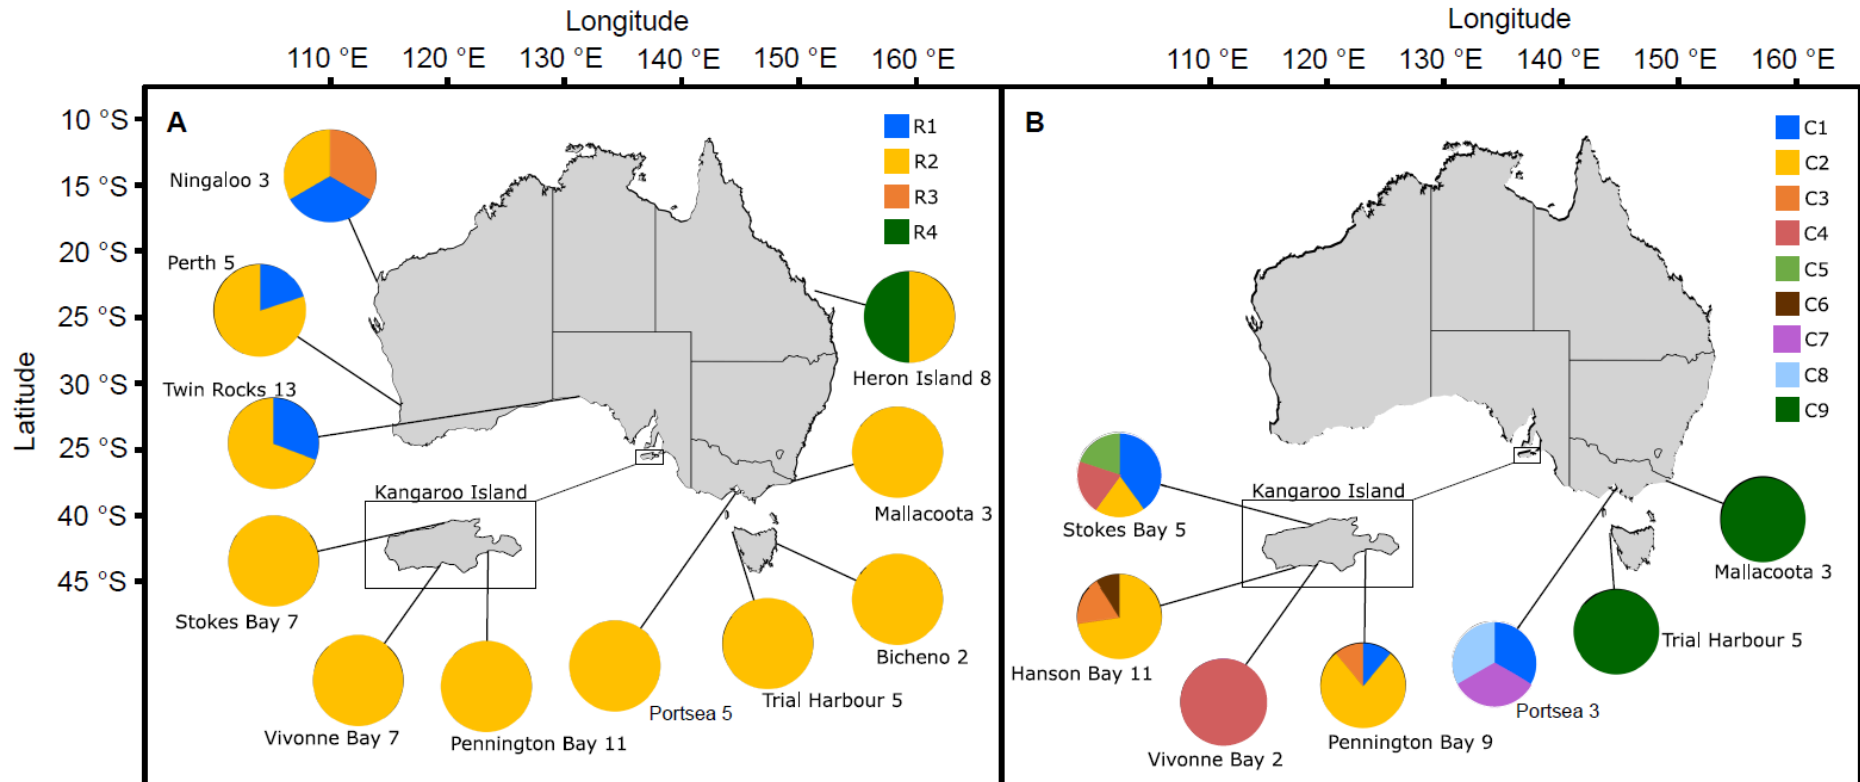 Longitude
Longitude
110 °E 120 °E 130 °E 140 °E 150 °E 160 °E
110 °E 120 °E 130 °E 140 °E 150 °E 160 °E
Latitude
10 °S
15 °S
20 °S
25 °S
30 °S
25 °S
40 °S
45 °S
A
R1
R2
R3
R4
Ningaloo 3
Perth 5
Twin Rocks 13
Heron Island 8
Kangaroo Island
Mallacoota 3
Stokes Bay 7
Bicheno 2
Trial Harbour 5
Portsea 5
Vivonne Bay 7
Pennington Bay 11
B
C1
C2
C3
C4
C5
C6
C7
C8
C9
Kangaroo Island
Stokes Bay 5
Mallacoota 3
Trial Harbour 5
Hanson Bay 11
Portsea 3
Pennington Bay 9
Vivonne Bay 2